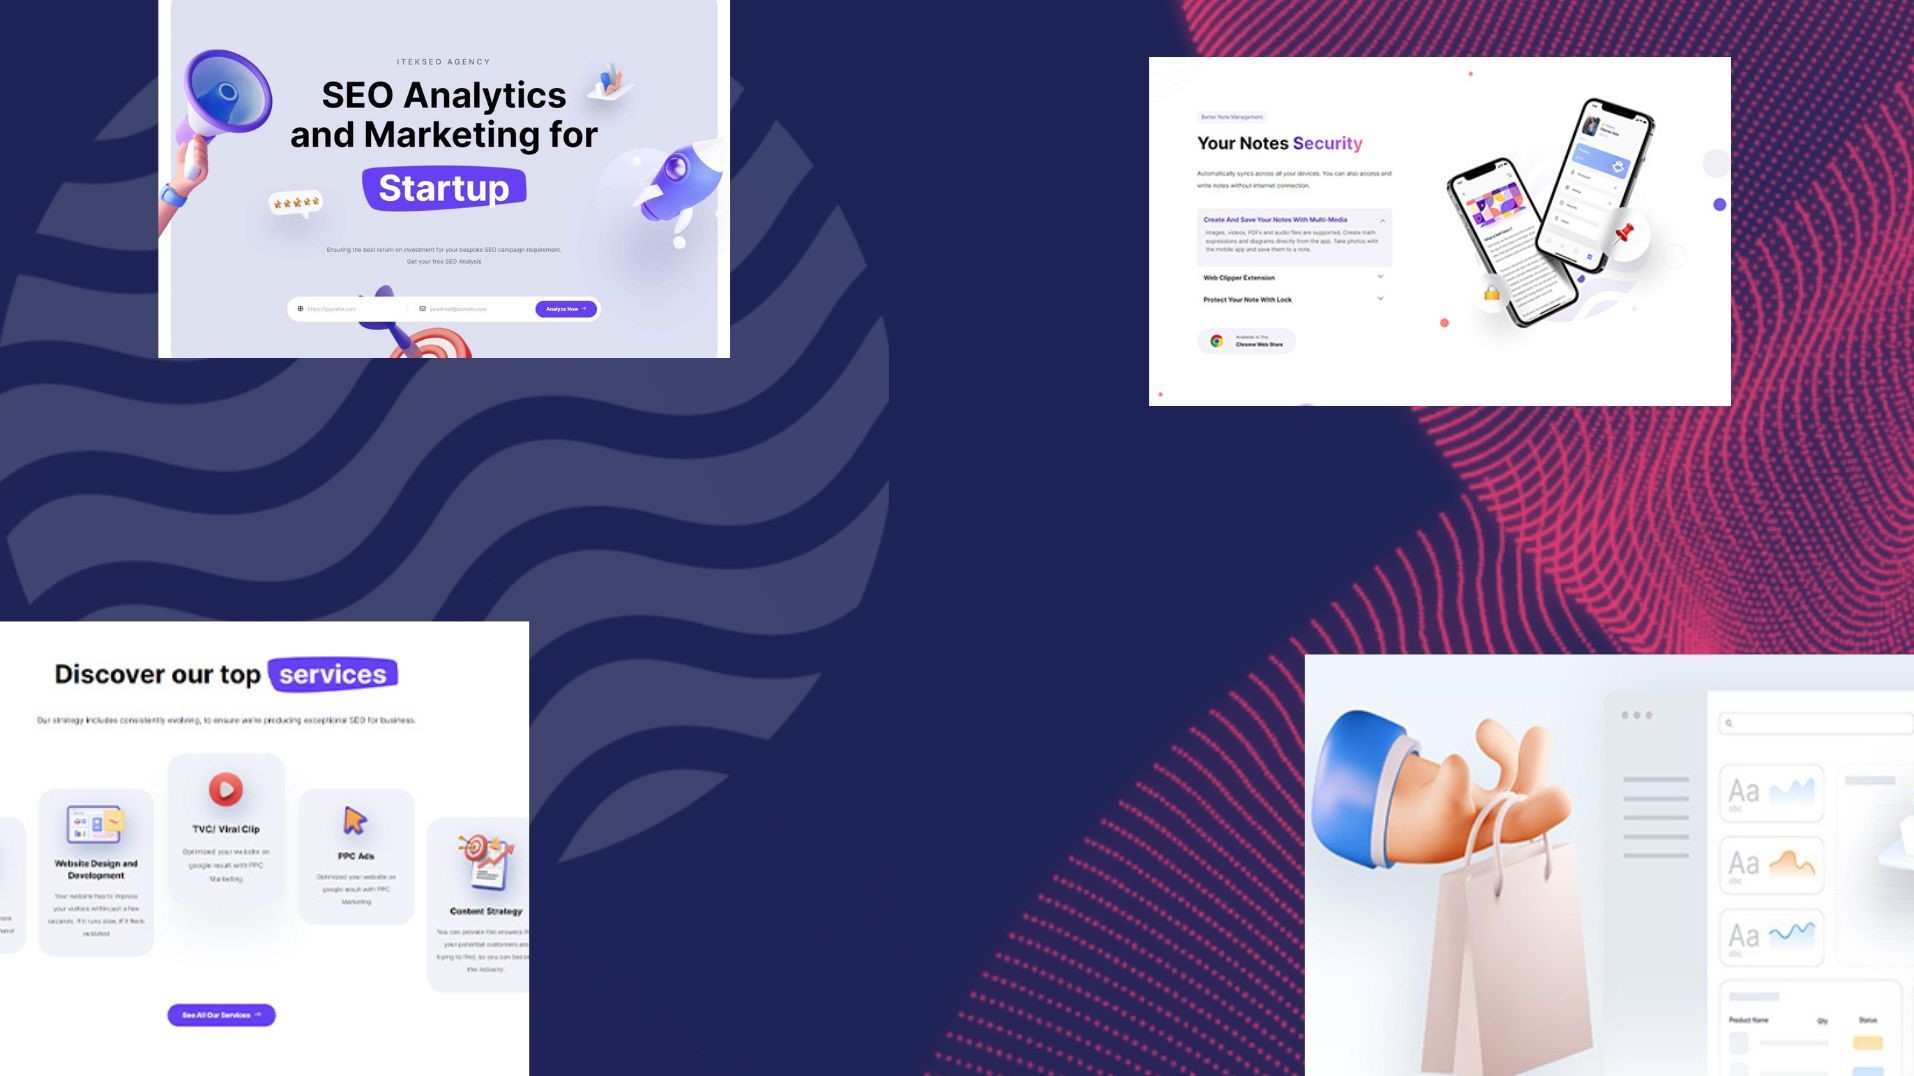 ITEKSEO AGENCY
SEO Analytics
and Marketing for
Startup
Ensuring the best return on investment for your bespoke SEO campaign requirement.
Get your free SEO Analysis
https://yoursite.com
youremail@domain.com
Analyze Now
Better Note Management
Your Notes Security
Automatically syncs across all your devices. You can also access and
write notes without internet connection.
Create And Save Your Notes With Multi-Media
Images, videos, PDFs and audio files are supported. Create math
expressions and diagrams directly from the app. Take photos with
the mobile app and save them to a note.
Web Clipper Extension
Protect Your Note With Lock
Available in the
Chrome Web Store
Discover our top services
Our strategy includes consistently evolving, to ensure we're producing exceptional SEO for business.
Website Design and
Development
Your website has to impress
your visitors within just a few
seconds. If it runs slow, if it feels
outdated
TVC/ Viral Clip
Optimized your website on
google result with PPC
Marketing
PPC Ads
Optimized your website on
google result with PPC
Marketing
Content Strategy
You can provide the answers
your potential customers are
trying to find, so you can
the industry.
See All Our Services
Aa
Abc
Aa
Abc
Aa
Abc
Product Name Qty Status